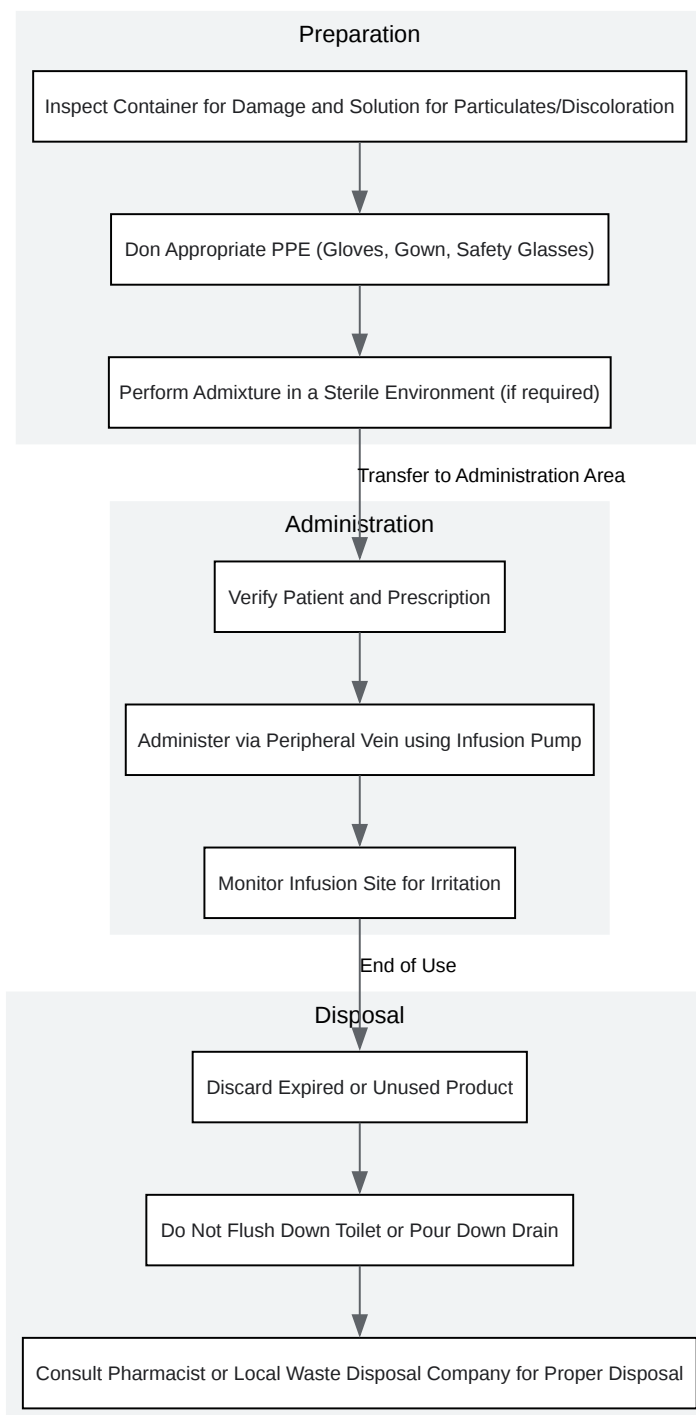 Preparation
Inspect Container for Damage and Solution for Particulates/Discoloration
Don Appropriate PPE (Gloves, Gown, Safety Glasses)
Perform Admixture in a Sterile Environment (if required)
Transfer to Administration Area
Administration
Verify Patient and Prescription
Administer via Peripheral Vein using Infusion Pump
Monitor Infusion Site for Irritation
End of Use
Disposal
Discard Expired or Unused Product
Do Not Flush Down Toilet or Pour Down Drain
Consult Pharmacist or Local Waste Disposal Company for Proper Disposal